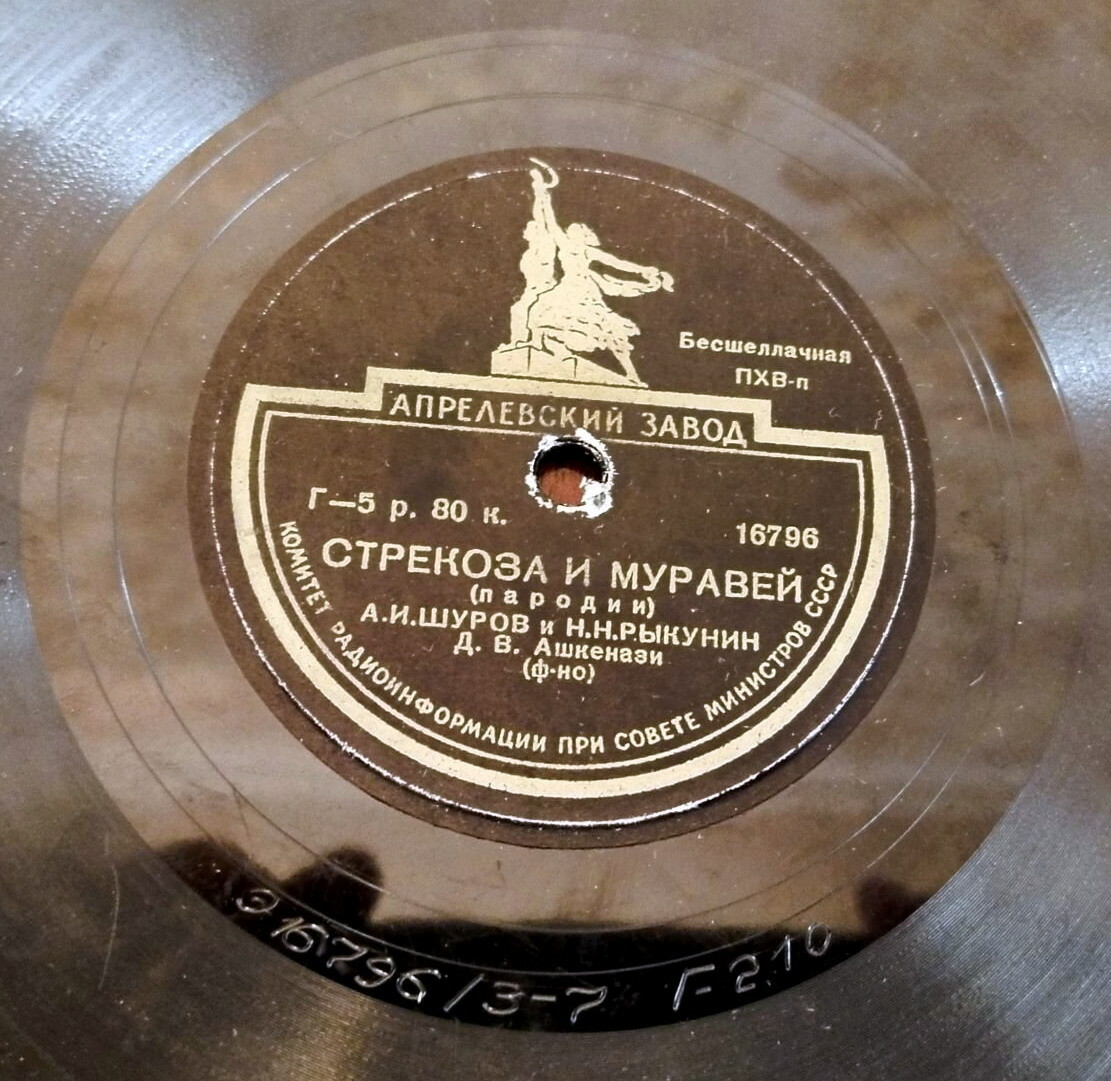 Бесшеллачная
ПХВ-п
АПРЕЛЕВСКИЙ ЗАВОД
Г—5 р. 80 к.
16796
СТРЕКОЗА И МУРАВЕЙ
(пародии)
А.И.ШУРОВ и Н.Н.РЫКУНИН
Д. В. Ашкенази
(ф-но)
КОМИТЕТ РАДИОИНФОРМАЦИИ ПРИ СОВЕТЕ МИНИСТРОВ СССР
Э16796/3-7 Г-210